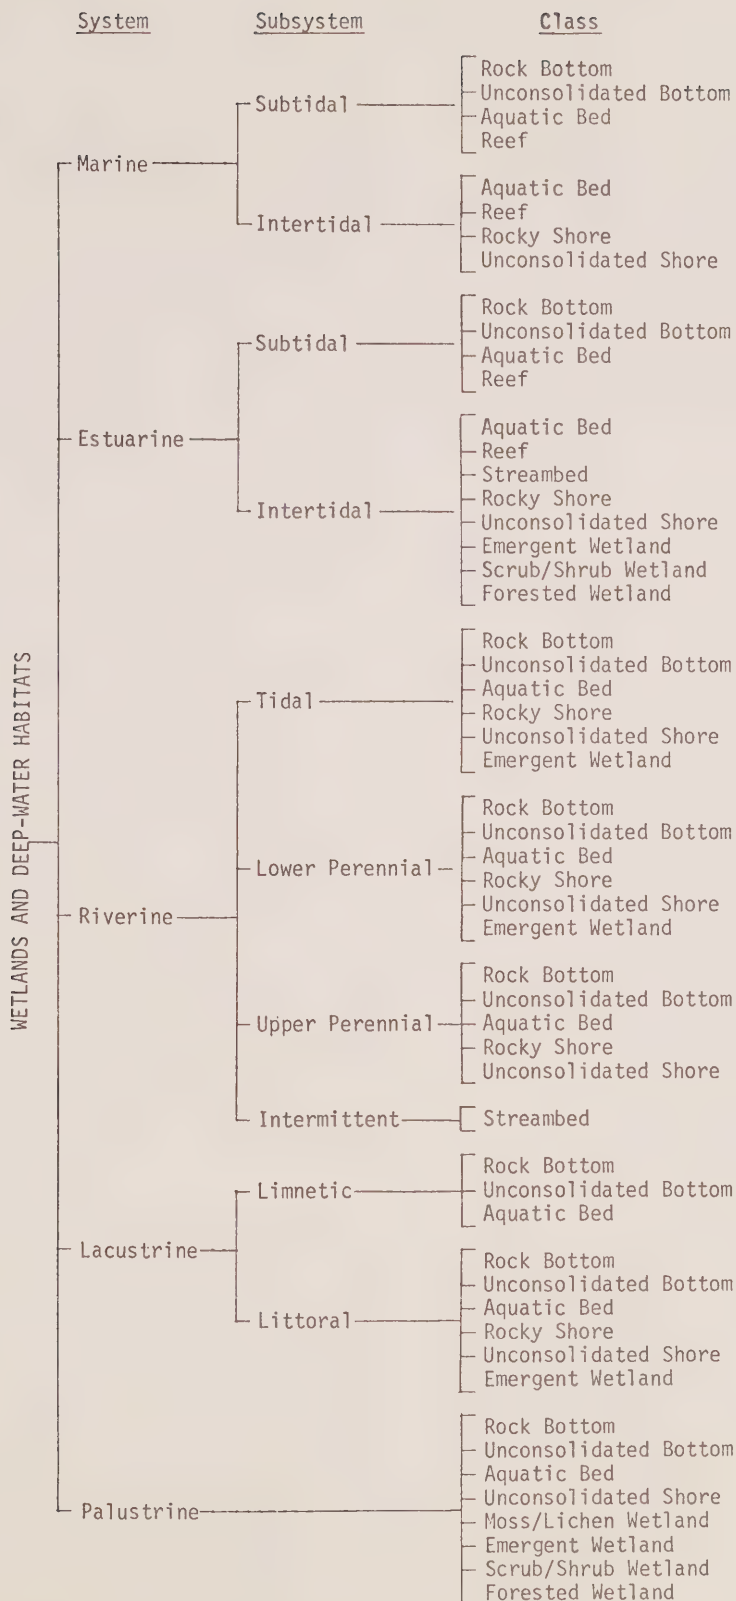 System Subsystem Class
WETLANDS AND DEEP-WATER HABITATS
Marine
Subtidal
Rock Bottom
Unconsolidated Bottom
Aquatic Bed
Reef
Intertidal
Aquatic Bed
Reef
Rocky Shore
Unconsolidated Shore
Estuarine
Subtidal
Rock Bottom
Unconsolidated Bottom
Aquatic Bed
Reef
Intertidal
Aquatic Bed
Reef
Streambed
Rocky Shore
Unconsolidated Shore
Emergent Wetland
Scrub/Shrub Wetland
Forested Wetland
Riverine
Tidal
Rock Bottom
Unconsolidated Bottom
Aquatic Bed
Rocky Shore
Unconsolidated Shore
Emergent Wetland
Lower Perennial
Rock Bottom
Unconsolidated Bottom
Aquatic Bed
Rocky Shore
Unconsolidated Shore
Emergent Wetland
Upper Perennial
Rock Bottom
Unconsolidated Bottom
Aquatic Bed
Rocky Shore
Unconsolidated Shore
Intermittent
Streambed
Lacustrine
Limnetic
Rock Bottom
Unconsolidated Bottom
Aquatic Bed
Littoral
Rock Bottom
Unconsolidated Bottom
Aquatic Bed
Rocky Shore
Unconsolidated Shore
Emergent Wetland
Palustrine
Rock Bottom
Unconsolidated Bottom
Aquatic Bed
Unconsolidated Shore
Moss/Lichen Wetland
Emergent Wetland
Scrub/Shrub Wetland
Forested Wetland